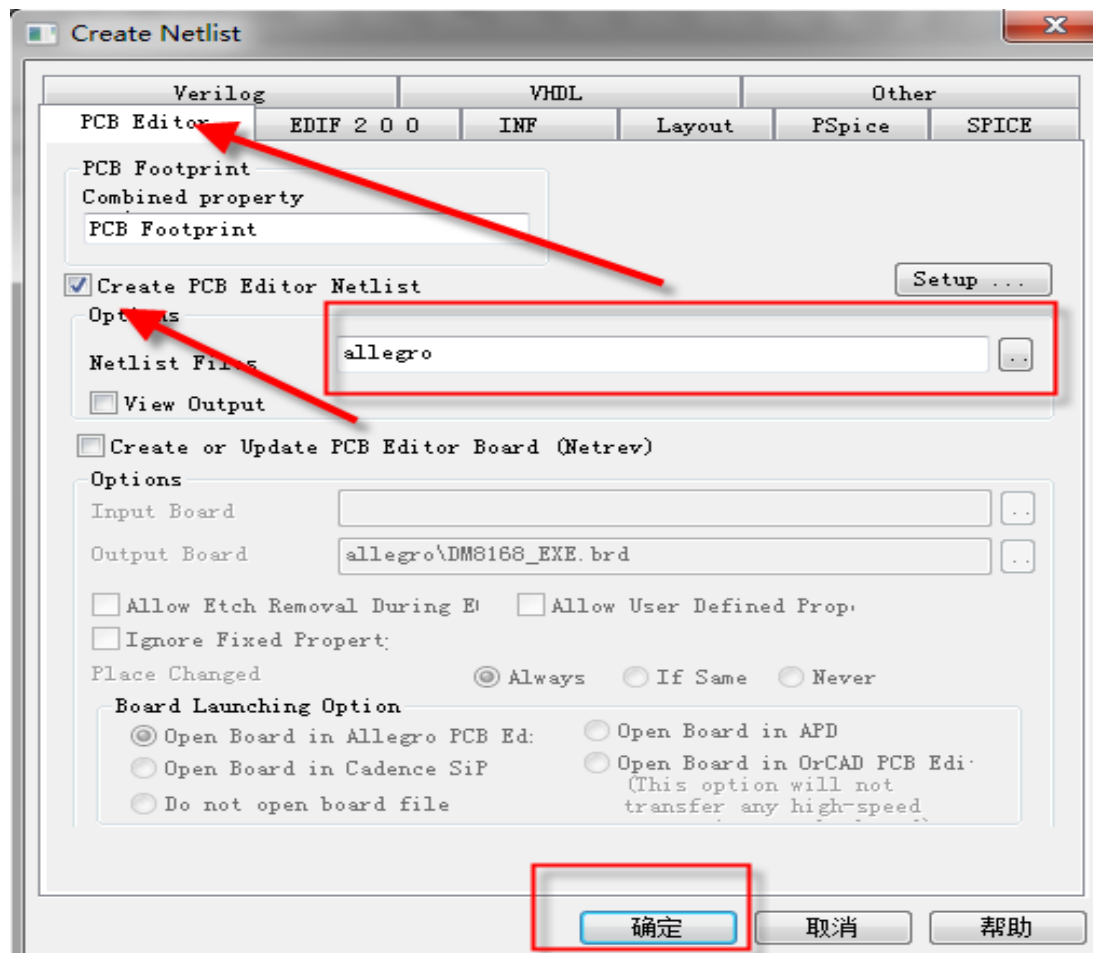 Create Netlist
Verilog VHDL Other
PCB Editor EDIF 2 0 0 INF Layout PSpice SPICE
PCB Footprint
Combined property
PCB Footprint
Create PCB Editor Netlist
Setup ...
Options
Netlist Files allegro ..
View Output
Create or Update PCB Editor Board (Netrev)
Options
Input Board ..
Output Board allegro\DM8168_EXE.brd ..
Allow Etch Removal During E Allow User Defined Prop
Ignore Fixed Propert
Place Changed Always If Same Never
Board Launching Option
Open Board in Allegro PCB Ed Open Board in APD
Open Board in Cadence SiP Open Board in OrCAD PCB Edi
(This option will not
Do not open board file transfer any high-speed
确定 取消 帮助